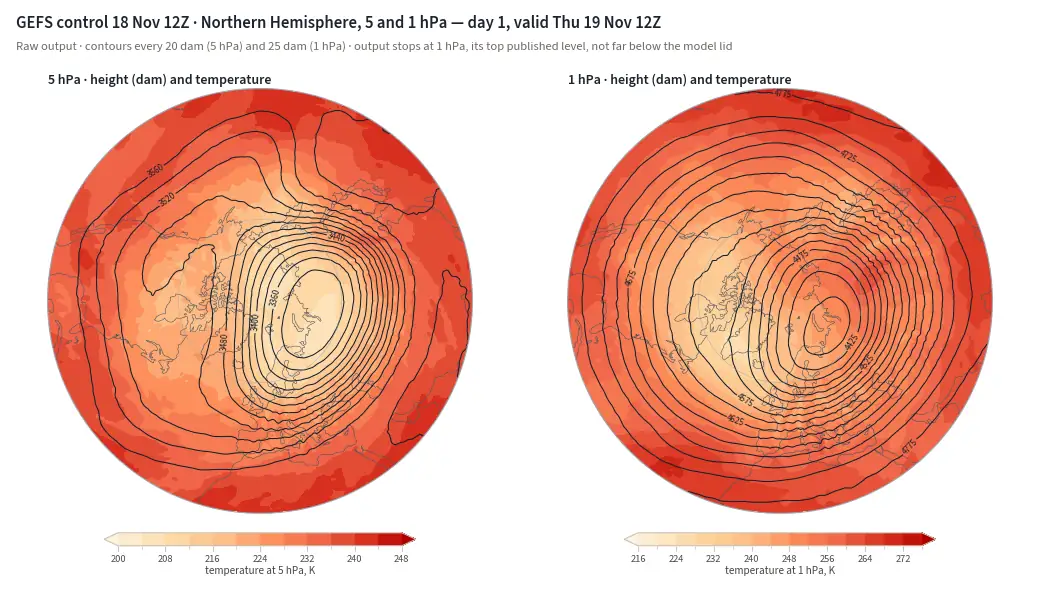 GEFS control 18 Nov 12Z · Northern Hemisphere, 5 and 1 hPa — day 1, valid Thu 19 Nov 12Z
Raw output · contours every 20 dam (5 hPa) and 25 dam (1 hPa) · output stops at 1 hPa, its top published level, not far below the model lid
5 hPa · height (dam) and temperature
1 hPa · height (dam) and temperature
3560
3520
3440
3360
3400
3480
4775
4725
4675
4475
4425
4525
4575
4625
4775
200 208 216 224 232 240 248
temperature at 5 hPa, K
216 224 232 240 248 256 264 272
temperature at 1 hPa, K